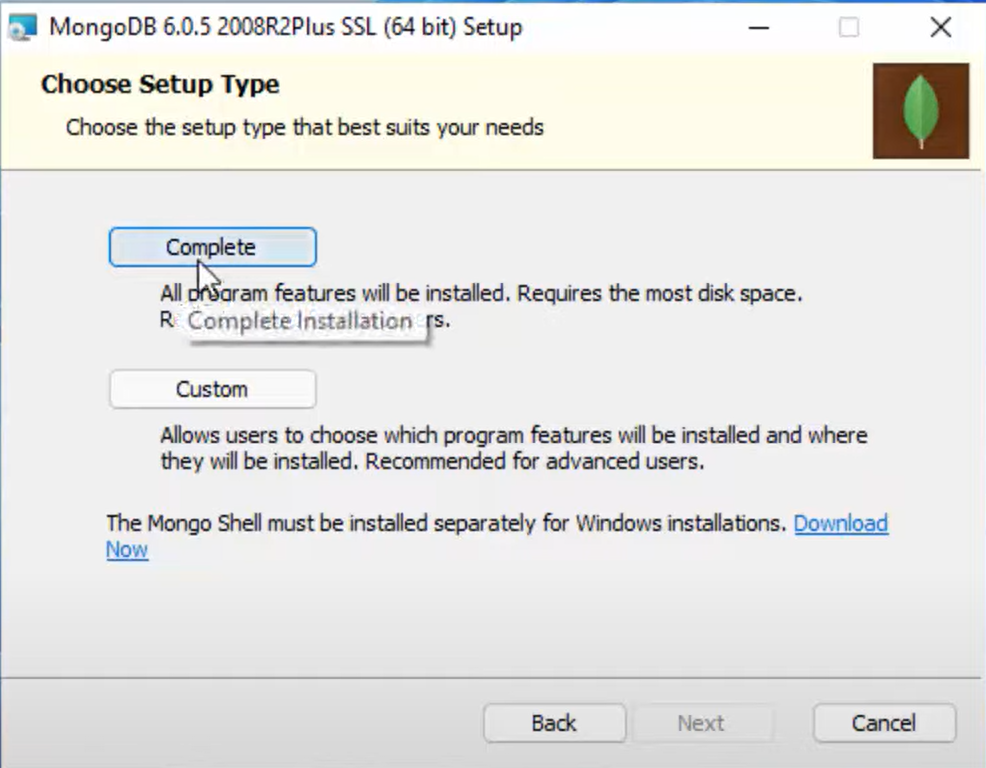 MongoDB 6.0.5 2008R2Plus SSL (64 bit) Setup
Choose Setup Type
Choose the setup type that best suits your needs
Complete
All program features will be installed. Requires the most disk space.
R Complete Installation rs.
Custom
Allows users to choose which program features will be installed and where
they will be installed. Recommended for advanced users.
The Mongo Shell must be installed separately for Windows installations. Download
Now
Back
Next
Cancel